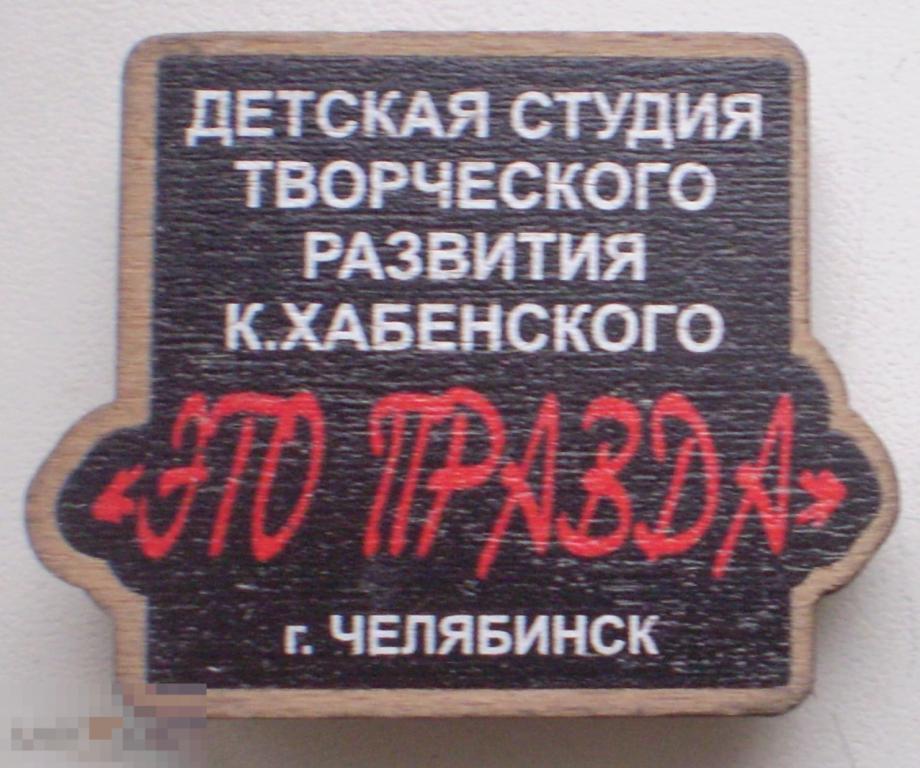 ДЕТСКАЯ СТУДИЯ
ТВОРЧЕСКОГО
РАЗВИТИЯ
К.ХАБЕНСКОГО
«ЭТО ПРАВДА»
г. ЧЕЛЯБИНСК